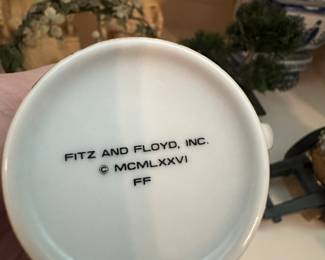 FITZ AND FLOYD, INC.
© MCMLXXVI
FF